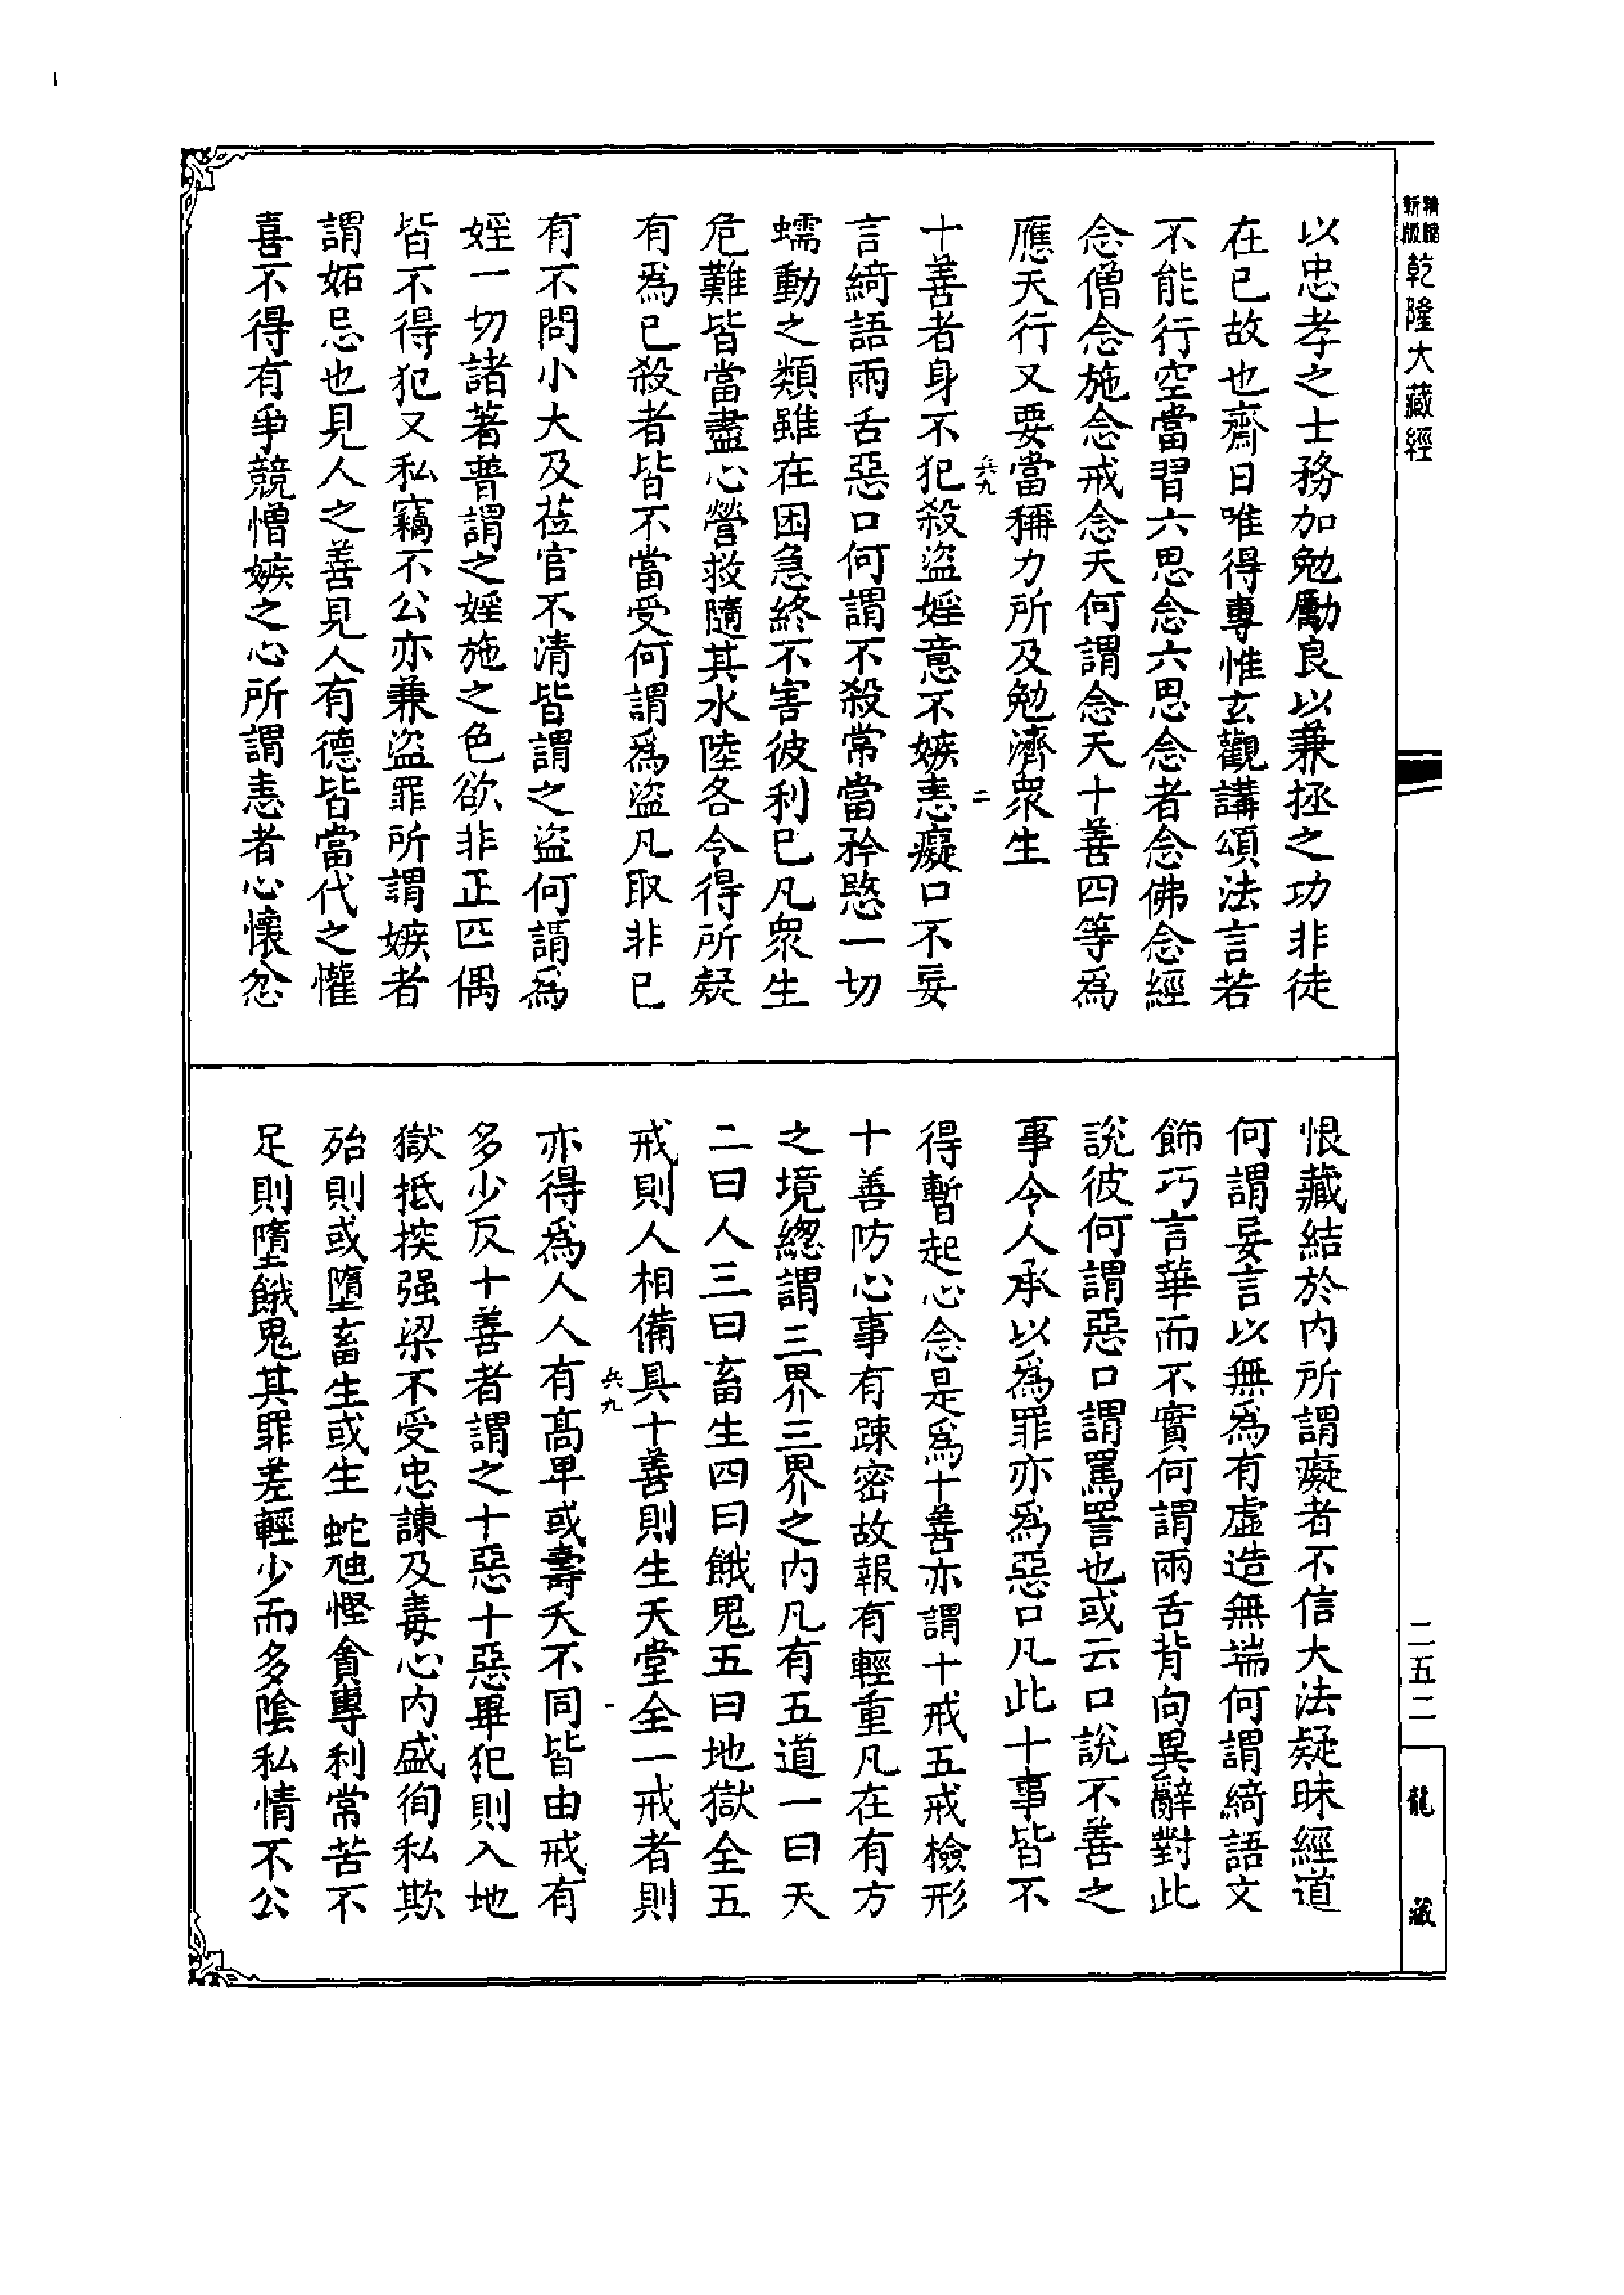 精縮
新版
乾隆大藏經
以忠孝之士務加勉勵良以兼拯之功非徒
在已故也齋日唯得專惟玄觀講頌法言若
不能行空當習六思念六思念者念佛念經
念僧念施念戒念天何謂念天十善四等爲
應天行又要當稱力所及勉濟衆生
兵九
二
十善者身不犯殺盜婬意不嫉恚癡口不妄
言綺語兩舌惡口何謂不殺常當矜愍一切
蠕動之類雖在困急終不害彼利已凡衆生
危難皆當盡心營救隨其水陸各令得所疑
有爲已殺者皆不當受何謂爲盜凡取非已
有不問小大及莅官不清皆謂之盜何謂爲
婬一切諸著普謂之婬施之色欲非正匹偶
皆不得犯又私竊不公亦兼盜罪所謂嫉者
謂妬忌也見人之善見人有德皆當代之懽
喜不得有爭競憎嫉之心所謂恚者心懷忿
恨藏結於内所謂癡者不信大法疑昧經道
何謂妄言以無爲有虛造無端何謂綺語文
飾巧言華而不實何謂兩舌背向異辭對此
說彼何謂惡口謂罵詈也或云口說不善之
事令人承以爲罪亦爲惡口凡此十事皆不
得暫起心念是爲十善亦謂十戒五戒檢形
十善防心事有踈密故報有輕重凡在有方
之境緫謂三界三界之内凡有五道一曰天
二曰人三曰畜生四曰餓鬼五曰地獄全五
戒則人相備具十善則生天堂全一戒者則
兵九
亦得爲人人有高卑或壽夭不同皆由戒有
多少反十善者謂之十惡十惡畢犯則入地
獄抵揬强梁不受忠諫及毒心内盛徇私欺
殆則或墮畜生或生蛇虺慳貪專利常苦不
足則墮餓鬼其罪差輕少而多陰私情不公
二五二
龍藏